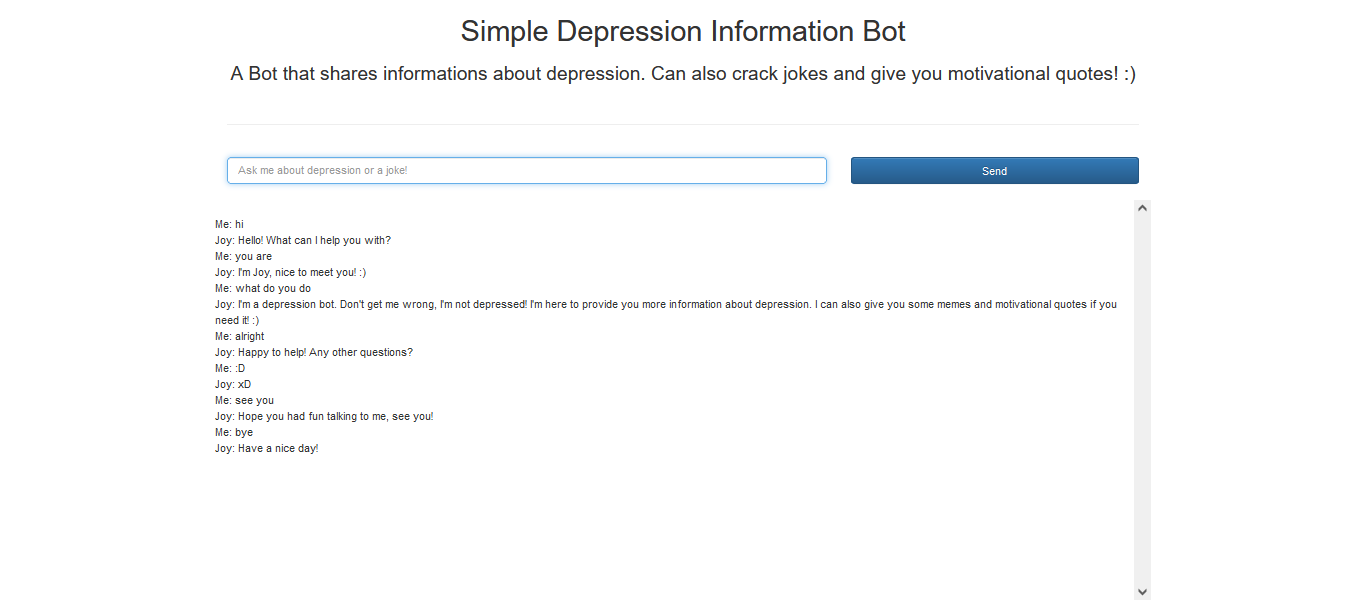 Simple Depression Information Bot
A Bot that shares informations about depression. Can also crack jokes and give you motivational quotes! :)
Ask me about depression or a joke!
Send
Me: hi
Joy: Hello! What can I help you with?
Me: you are
Joy: I'm Joy, nice to meet you! :)
Me: what do you do
Joy: I'm a depression bot. Don't get me wrong, I'm not depressed! I'm here to provide you more information about depression. I can also give you some memes and motivational quotes if you
need it! :)
Me: alright
Joy: Happy to help! Any other questions?
Me: :D
Joy: xD
Me: see you
Joy: Hope you had fun talking to me, see you!
Me: bye
Joy: Have a nice day!